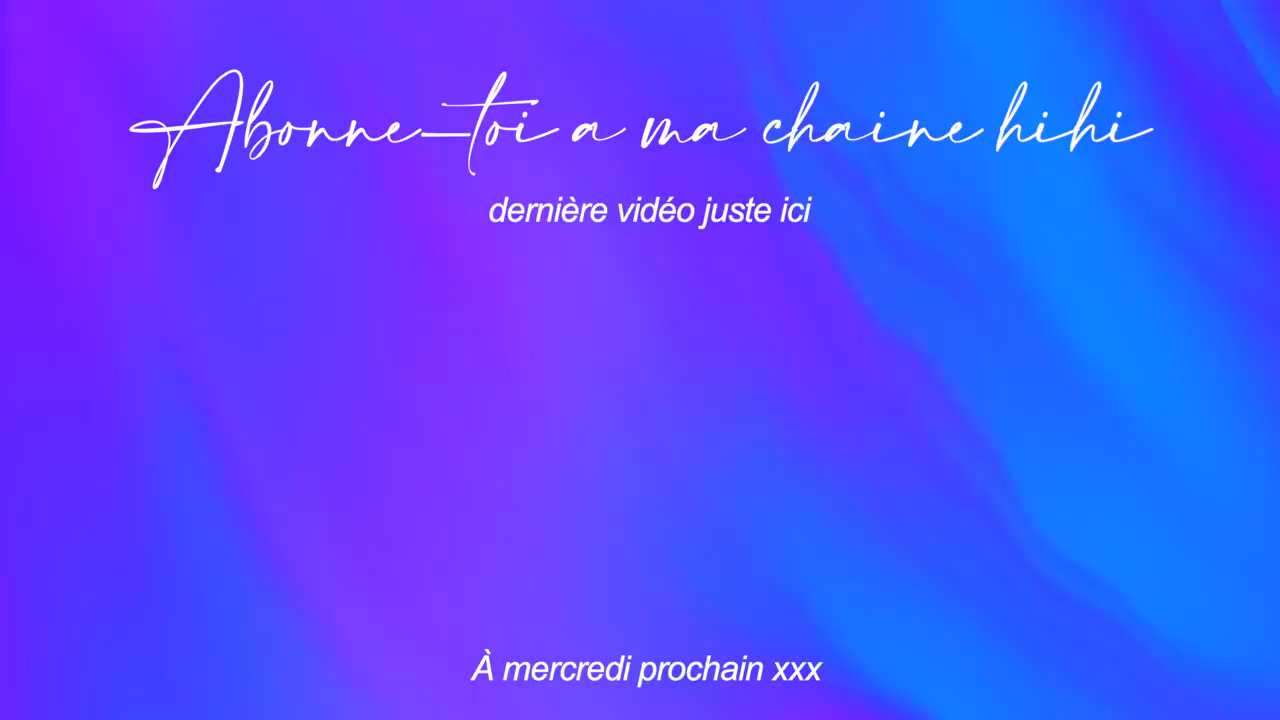 Abonne-toi a ma chaine hihi
dernière vidéo juste ici
À mercredi prochain xxx